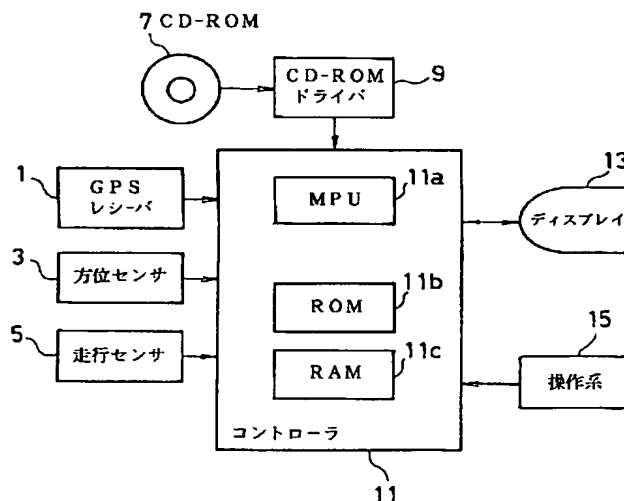 7 CD-ROM
CD-ROM
ドライバ
9
1
GPS
レシーバ
MPU
11a
13
ディスプレイ
3
方位センサ
ROM
11b
5
走行センサ
RAM
11c
15
操作系
コントローラ
11